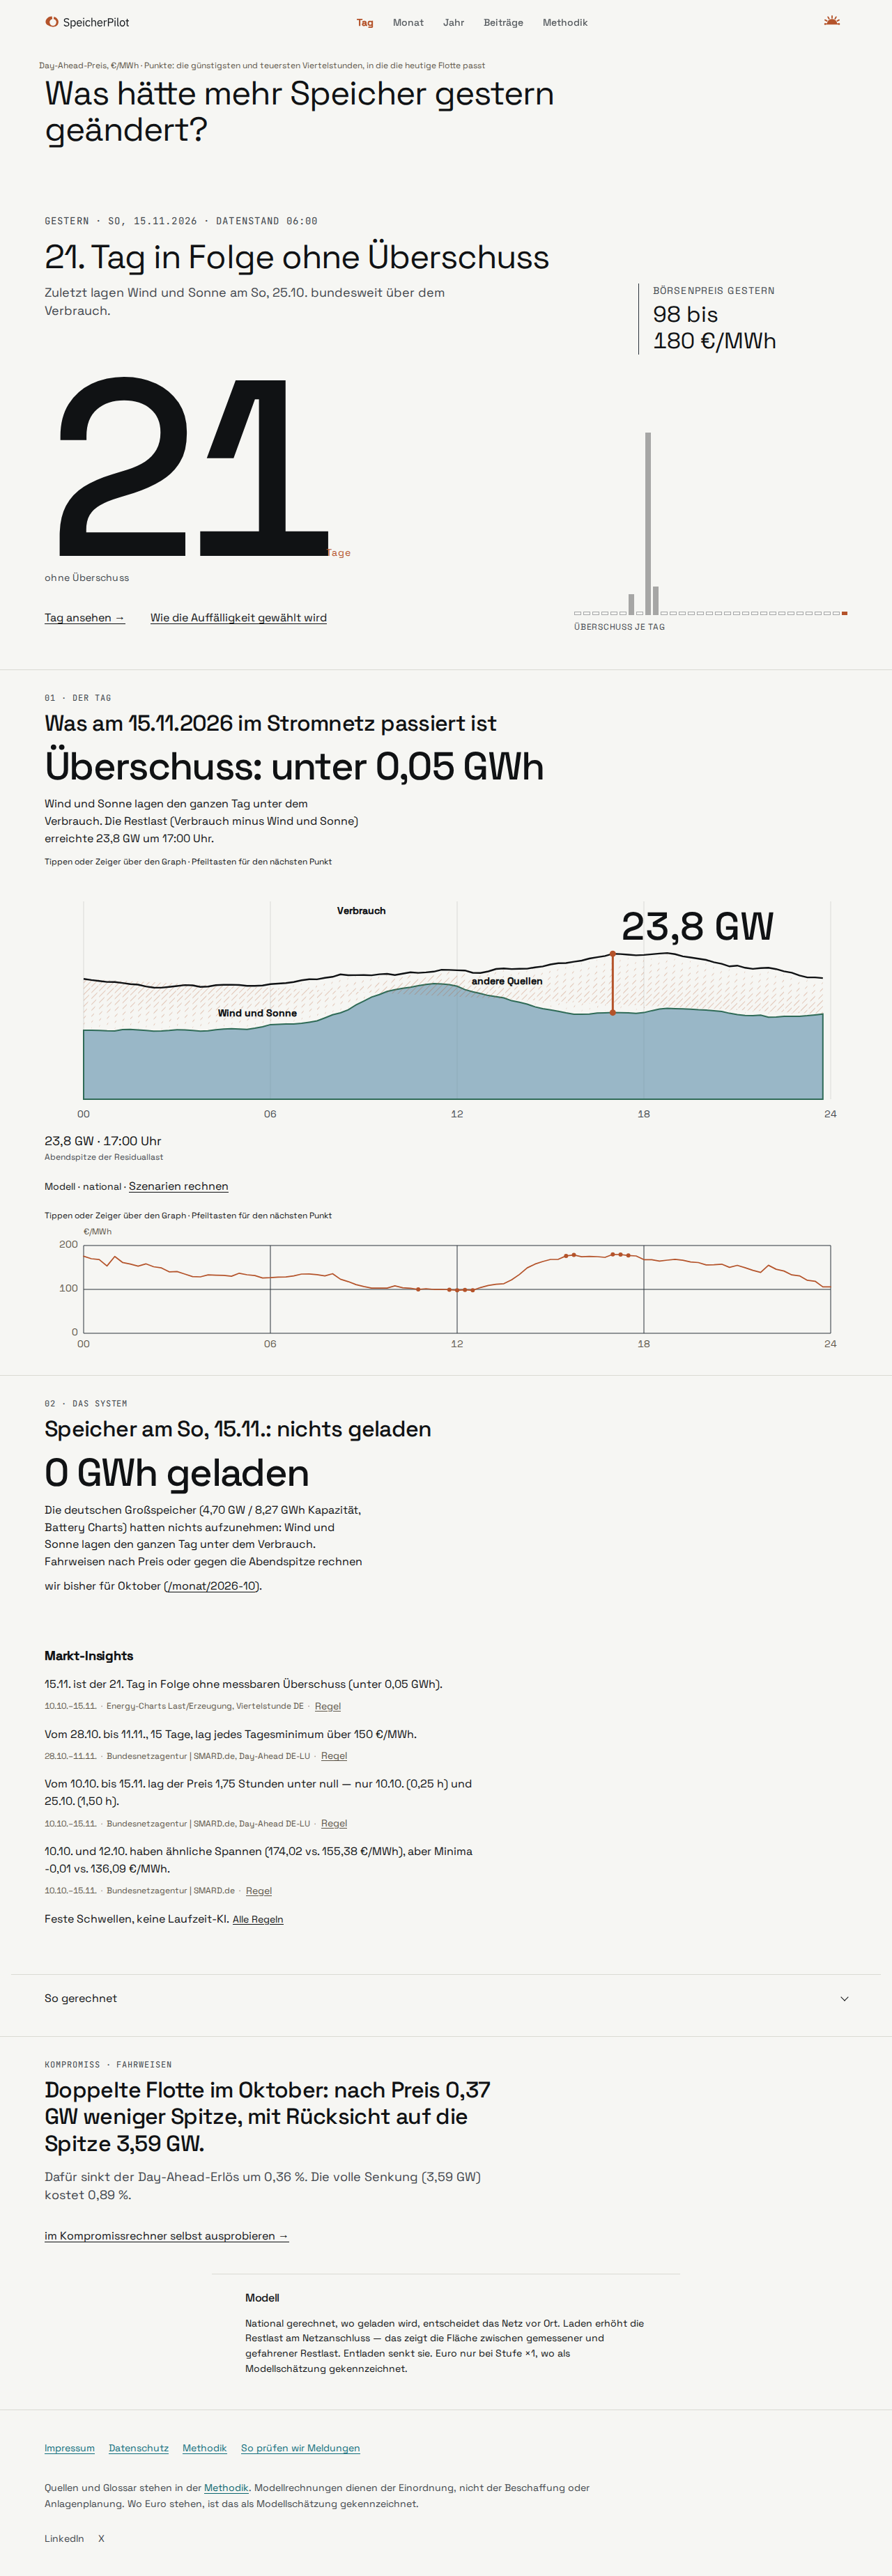 SpeicherPilot
Tag Monat Jahr Beiträge Methodik
Day-Ahead-Preis, €/MWh · Punkte: die günstigsten und teuersten Viertelstunden, in die die heutige Flotte passt
Was hätte mehr Speicher gestern
geändert?
GESTERN · SO, 15.11.2026 · DATENSTAND 06:00
21. Tag in Folge ohne Überschuss
Zuletzt lagen Wind und Sonne am So, 25.10. bundesweit über dem
Verbrauch.
BÖRSENPREIS GESTERN
98 bis
180 €/MWh
21
Tage
ohne Überschuss
Tag ansehen →
Wie die Auffälligkeit gewählt wird
ÜBERSCHUSS JE TAG
01 · DER TAG
Was am 15.11.2026 im Stromnetz passiert ist
Überschuss: unter 0,05 GWh
Wind und Sonne lagen den ganzen Tag unter dem
Verbrauch. Die Restlast (Verbrauch minus Wind und Sonne)
erreichte 23,8 GW um 17:00 Uhr.
Tippen oder Zeiger über den Graph · Pfeiltasten für den nächsten Punkt
Verbrauch
23,8 GW
andere Quellen
Wind und Sonne
00 06 12 18 24
23,8 GW · 17:00 Uhr
Abendspitze der Residuallast
Modell · national · Szenarien rechnen
Tippen oder Zeiger über den Graph · Pfeiltasten für den nächsten Punkt
€/MWh
200
100
0
00 06 12 18 24
02 · DAS SYSTEM
Speicher am So, 15.11.: nichts geladen
0 GWh geladen
Die deutschen Großspeicher (4,70 GW / 8,27 GWh Kapazität,
Battery Charts) hatten nichts aufzunehmen: Wind und
Sonne lagen den ganzen Tag unter dem Verbrauch.
Fahrweisen nach Preis oder gegen die Abendspitze rechnen
wir bisher für Oktober (/monat/2026-10).
Markt-Insights
15.11. ist der 21. Tag in Folge ohne messbaren Überschuss (unter 0,05 GWh).
10.10.–15.11. · Energy-Charts Last/Erzeugung, Viertelstunde DE · Regel
Vom 28.10. bis 11.11., 15 Tage, lag jedes Tagesminimum über 150 €/MWh.
28.10.–11.11. · Bundesnetzagentur | SMARD.de, Day-Ahead DE-LU · Regel
Vom 10.10. bis 15.11. lag der Preis 1,75 Stunden unter null — nur 10.10. (0,25 h) und
25.10. (1,50 h).
10.10.–15.11. · Bundesnetzagentur | SMARD.de, Day-Ahead DE-LU · Regel
10.10. und 12.10. haben ähnliche Spannen (174,02 vs. 155,38 €/MWh), aber Minima
-0,01 vs. 136,09 €/MWh.
10.10.–15.11. · Bundesnetzagentur | SMARD.de · Regel
Feste Schwellen, keine Laufzeit-KI. Alle Regeln
So gerechnet
KOMPROMISS · FAHRWEISEN
Doppelte Flotte im Oktober: nach Preis 0,37
GW weniger Spitze, mit Rücksicht auf die
Spitze 3,59 GW.
Dafür sinkt der Day-Ahead-Erlös um 0,36 %. Die volle Senkung (3,59 GW)
kostet 0,89 %.
im Kompromissrechner selbst ausprobieren →
Modell
National gerechnet, wo geladen wird, entscheidet das Netz vor Ort. Laden erhöht die
Restlast am Netzanschluss — das zeigt die Fläche zwischen gemessener und
gefahrener Restlast. Entladen senkt sie. Euro nur bei Stufe ×1, wo als
Modellschätzung gekennzeichnet.
Impressum Datenschutz Methodik So prüfen wir Meldungen
Quellen und Glossar stehen in der Methodik. Modellrechnungen dienen der Einordnung, nicht der Beschaffung oder
Anlagenplanung. Wo Euro stehen, ist das als Modellschätzung gekennzeichnet.
LinkedIn X